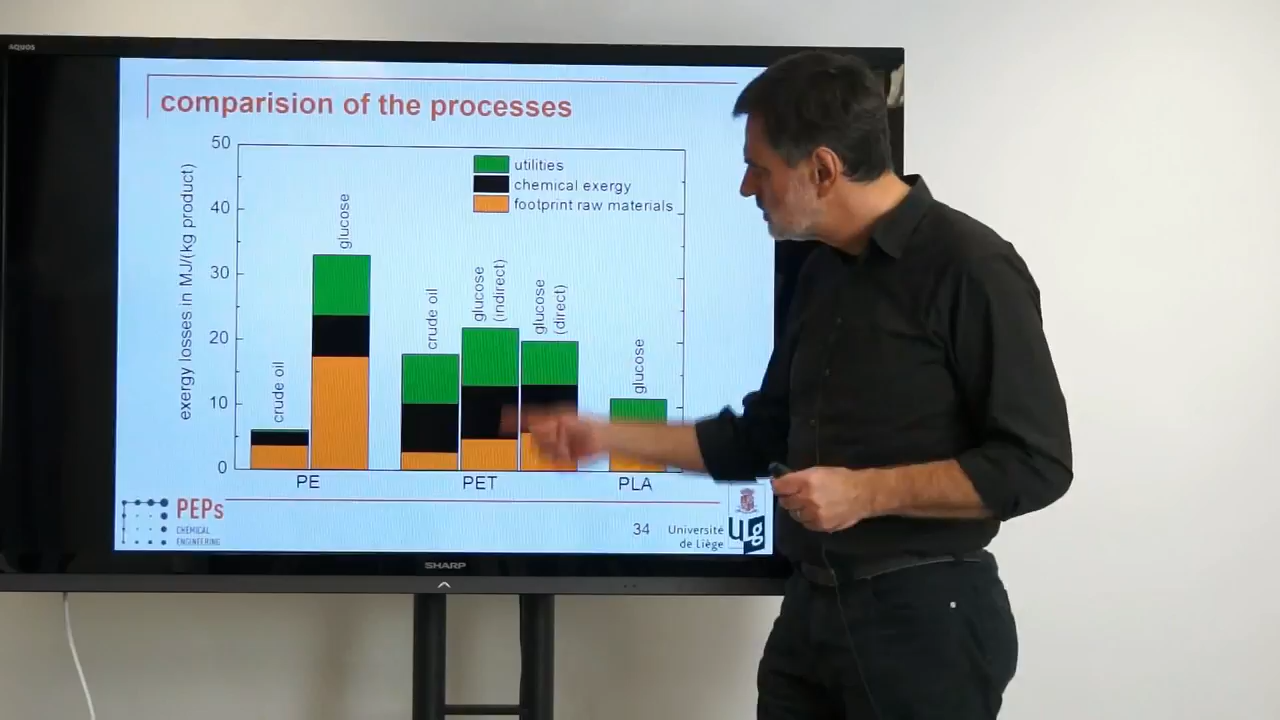 AQUOS
comparision of the processes
50
40
30
20
10
0
exergy losses in MJ/(kg product)
utilities
chemical exergy
footprint raw materials
crude oil
glucose
crude oil
glucose
(indirect)
glucose
(direct)
glucose
PE
PET
PLA
PEPs
CHEMICAL
ENGINEERING
34
Université
de Liège
ULg
SHARP